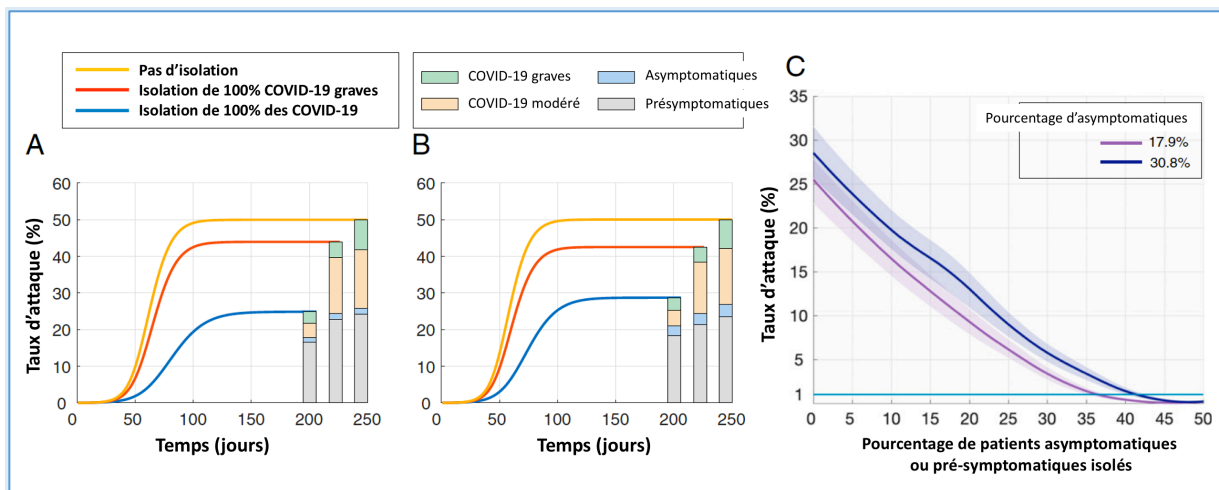 Pas d'isolation
Isolation de 100% COVID-19 graves
Isolation de 100% des COVID-19
COVID-19 graves
Asymptomatiques
COVID-19 modéré
Présymptomatiques
A
Taux d'attaque (%)
60
50
40
30
20
10
0
0 50 100 150 200 250
Temps (jours)
B
60
50
40
30
20
10
0
0 50 100 150 200 250
Temps (jours)
C
Pourcentage d'asymptomatiques
17.9%
30.8%
Taux d'attaque (%)
35
30
25
20
15
10
5
1
0 5 10 15 20 25 30 35 40 45 50
Pourcentage de patients asymptomatiques
ou pré-symptomatiques isolés